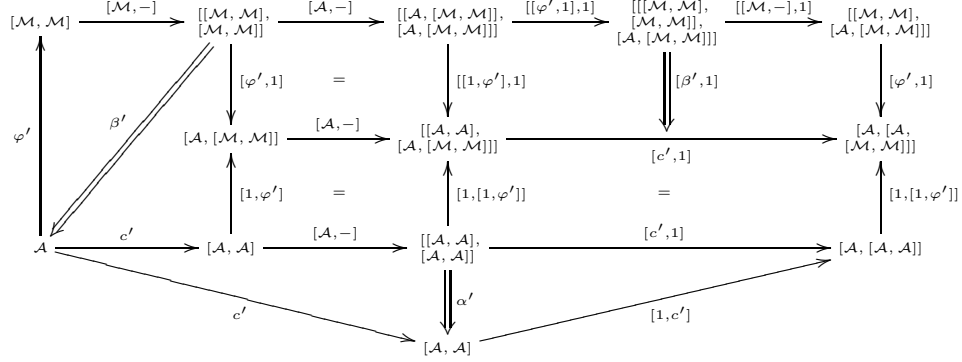 [ℳ, ℳ] [ℳ,−] [[ℳ, ℳ], [𝒜,−] [[𝒜, [ℳ, ℳ]], [[φ′,1],1] [[[ℳ, ℳ], [[ℳ,−],1] [[ℳ, ℳ],
[ℳ, ℳ]] [𝒜, [ℳ, ℳ]]] [ℳ, ℳ]], [𝒜, [ℳ, ℳ]]]
[𝒜, [ℳ, ℳ]]]
φ′ β′ [φ′,1] = [[1,φ′],1] [β′,1] [φ′,1]
[𝒜, [ℳ, ℳ]] [𝒜,−] [[𝒜, 𝒜], [c′,1] [𝒜, [𝒜,
[𝒜, [ℳ, ℳ]]] [ℳ, ℳ]]]
[1,φ′] = [1,[1,φ′]] = [1,[1,φ′]]
𝒜 c′ [𝒜, 𝒜] [𝒜,−] [[𝒜, 𝒜], [c′,1] [𝒜, [𝒜, 𝒜]]
[𝒜, 𝒜]]
c′ α′ [1,c′]
[𝒜, 𝒜]